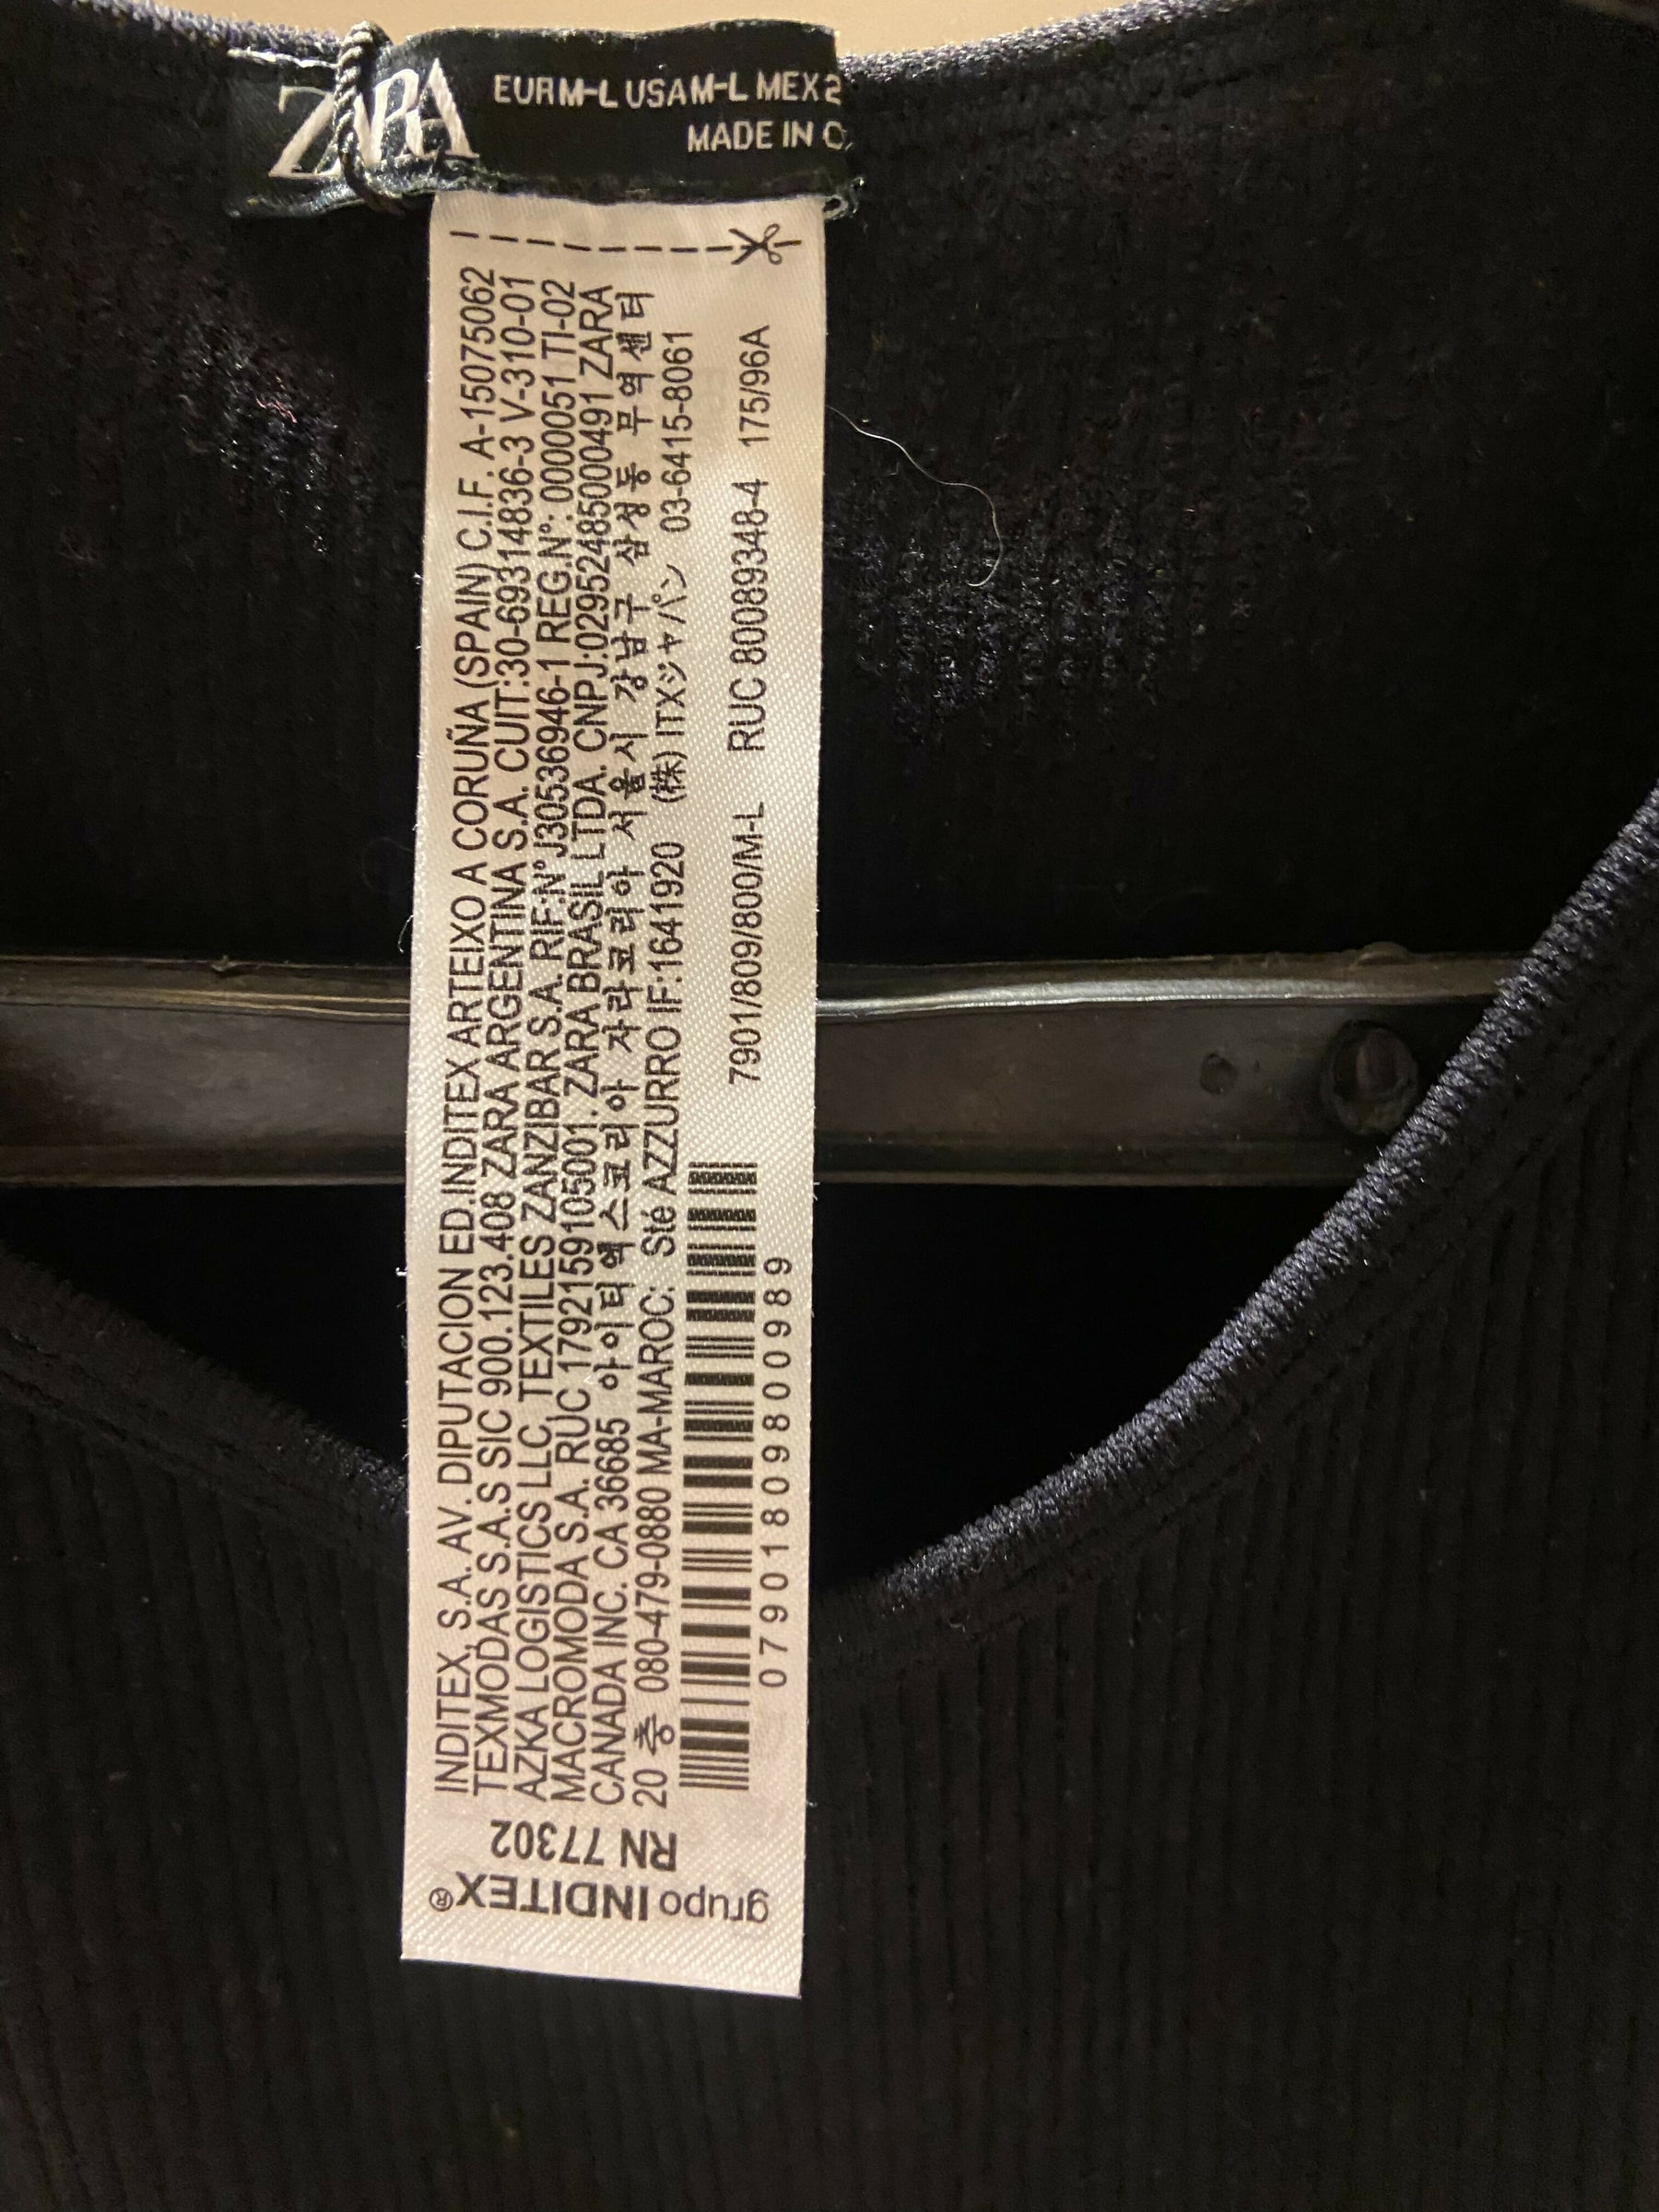 ZARA
EUR M-L USA M-L MEX 2
MADE IN
INDITEX, S.A. AV. DIPUTACION ED.INDITEX ARTEIXO A CORUÑA (SPAIN) C.I.F. A-15075062
TEXMODAS S.A.S SIC 900.123.408 ZARA ARGENTINA S.A. CUIT:30-69314836-3 V-310-01
AZKA LOGISTICS LLC, TEXTILES ZANZIBAR S.A. RIF:N°J30536946-1 REG.N°: 0000051 TI-02
MACROMODA S.A. RUC 1792159105001. ZARA BRASIL LTDA. CNPJ:02952485000491 ZARA
CANADA INC. CA 36685 아이티엑스코리아 자라코리아 서울시 강남구 삼성동 무역센터
20 층 080-479-0880 MA-MAROC: Sté AZZURRO IF:1641920 (株) ITXジャパン 03-6415-8061
7901/809/800/M-L RUC 80089348-4 175/96A
07901809800989
RN 77302
grupo INDITEX®